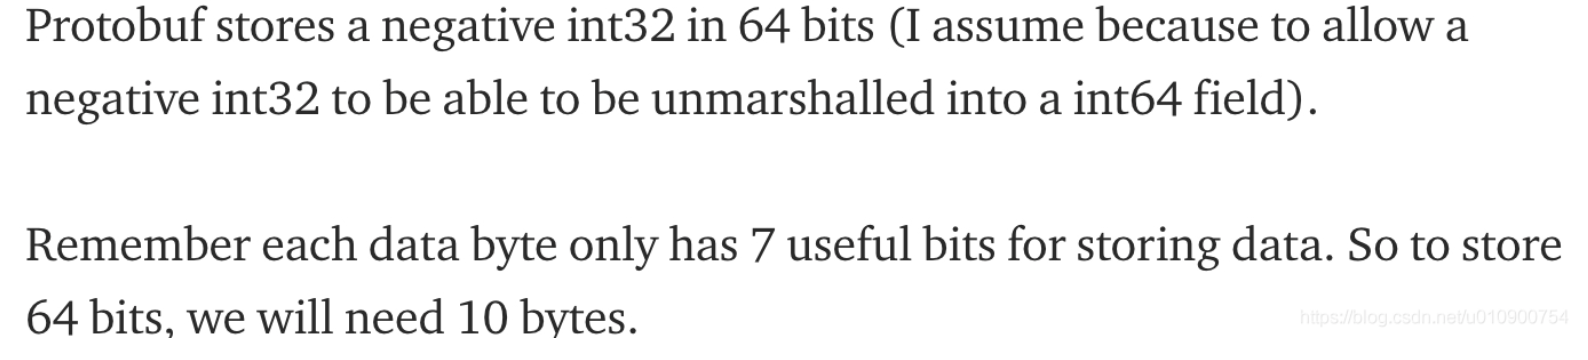 Protobuf stores a negative int32 in 64 bits (I assume because to allow a
negative int32 to be able to be unmarshalled into a int64 field).
Remember each data byte only has 7 useful bits for storing data. So to store
64 bits, we will need 10 bytes.
https://blog.csdn.net/u010900754